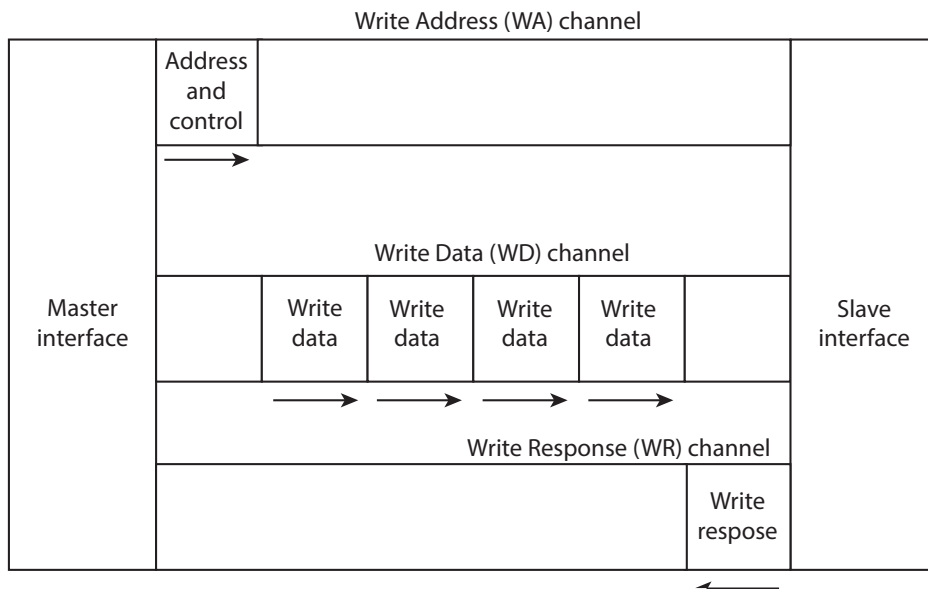 Write Address (WA) channel
Address
and
control
Write Data (WD) channel
Master
interface
Write
data
Write
data
Write
data
Write
data
Slave
interface
Write Response (WR) channel
Write
respose